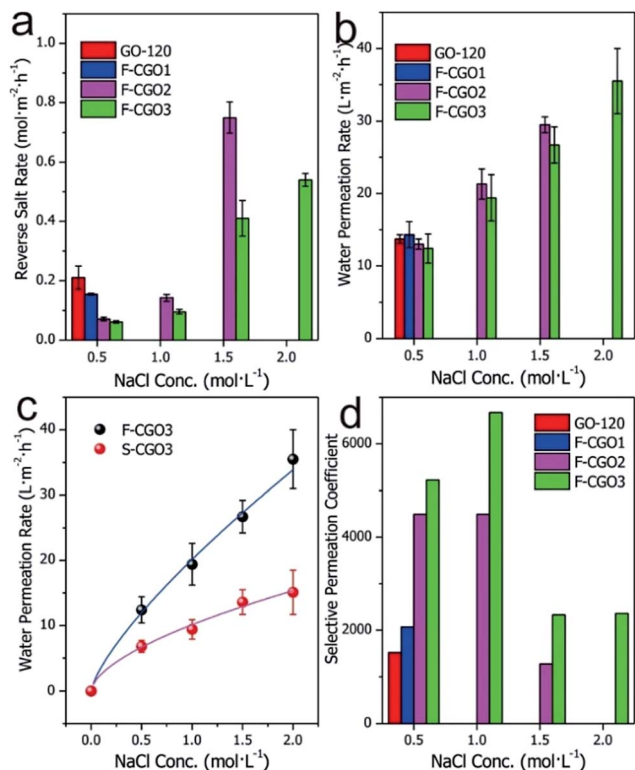 a
Reverse Salt Rate (mol·m⁻²·h⁻¹)
1.0
0.8
0.6
0.4
0.2
0.0
GO-120
F-CGO1
F-CGO2
F-CGO3
0.5 1.0 1.5 2.0
NaCl Conc. (mol·L⁻¹)
b
Water Permeation Rate (L·m⁻²·h⁻¹)
40
30
20
10
0
GO-120
F-CGO1
F-CGO2
F-CGO3
0.5 1.0 1.5 2.0
NaCl Conc. (mol·L⁻¹)
c
Water Permeation Rate (L·m⁻²·h⁻¹)
40
30
20
10
0
F-CGO3
S-CGO3
0.0 0.5 1.0 1.5 2.0
NaCl Conc. (mol·L⁻¹)
d
Selective Permeation Coefficient
6000
4000
2000
0
GO-120
F-CGO1
F-CGO2
F-CGO3
0.5 1.0 1.5 2.0
NaCl Conc. (mol·L⁻¹)